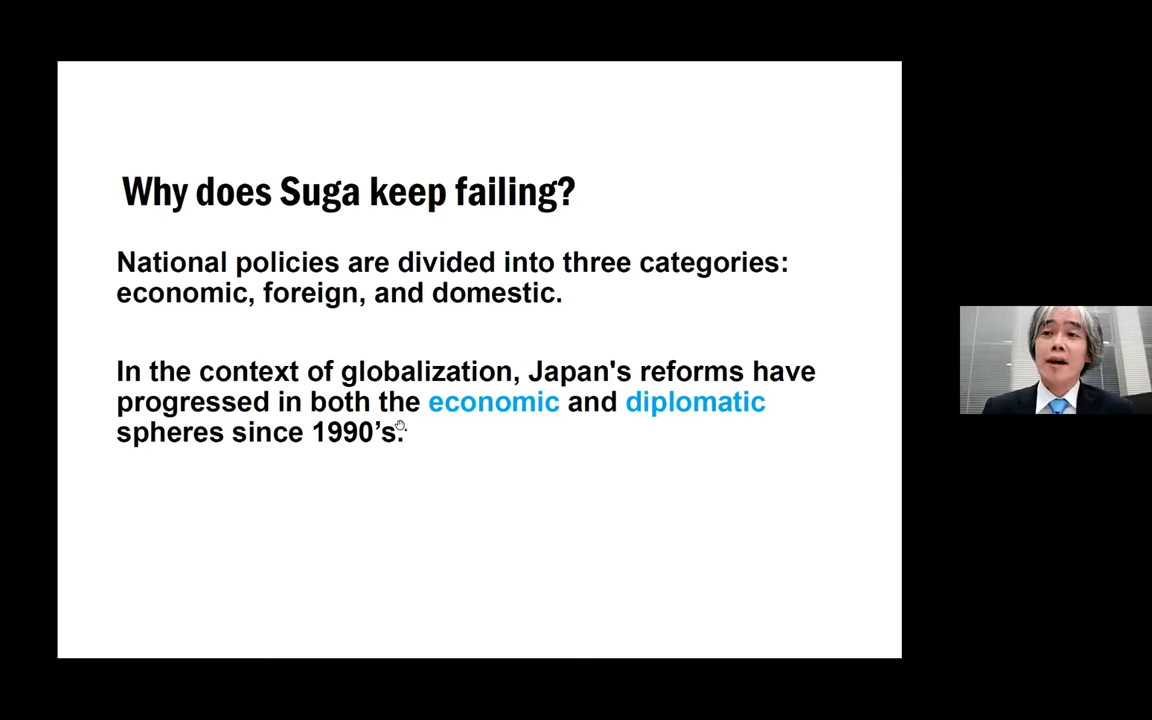 Why does Suga keep failing?
National policies are divided into three categories:
economic, foreign, and domestic.
In the context of globalization, Japan's reforms have
progressed in both the economic and diplomatic
spheres since 1990’s.